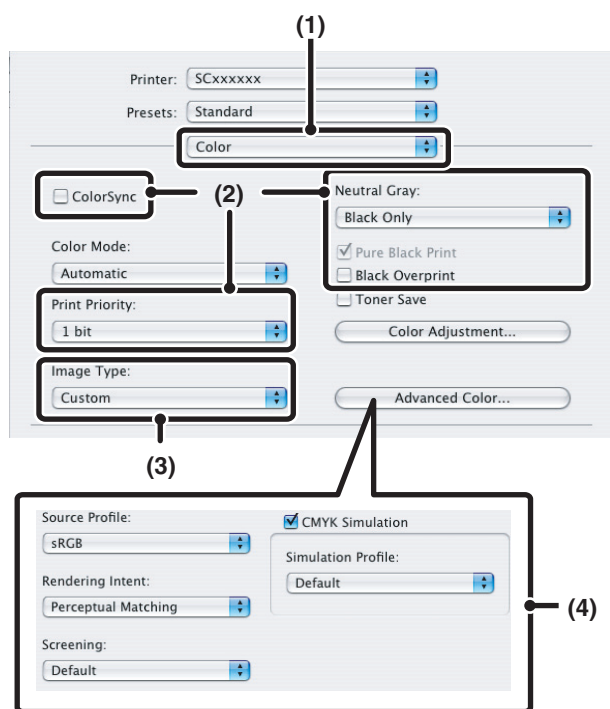 (1)
Printer: SCxxxxxx
Presets: Standard
Color
ColorSync
(2)
Neutral Gray:
Black Only
Pure Black Print
Black Overprint
Color Mode:
Automatic
Toner Save
Print Priority:
1 bit
Color Adjustment...
Image Type:
Custom
Advanced Color...
(3)
Source Profile:
sRGB
CMYK Simulation
Simulation Profile:
Default
Rendering Intent:
Perceptual Matching
(4)
Screening:
Default